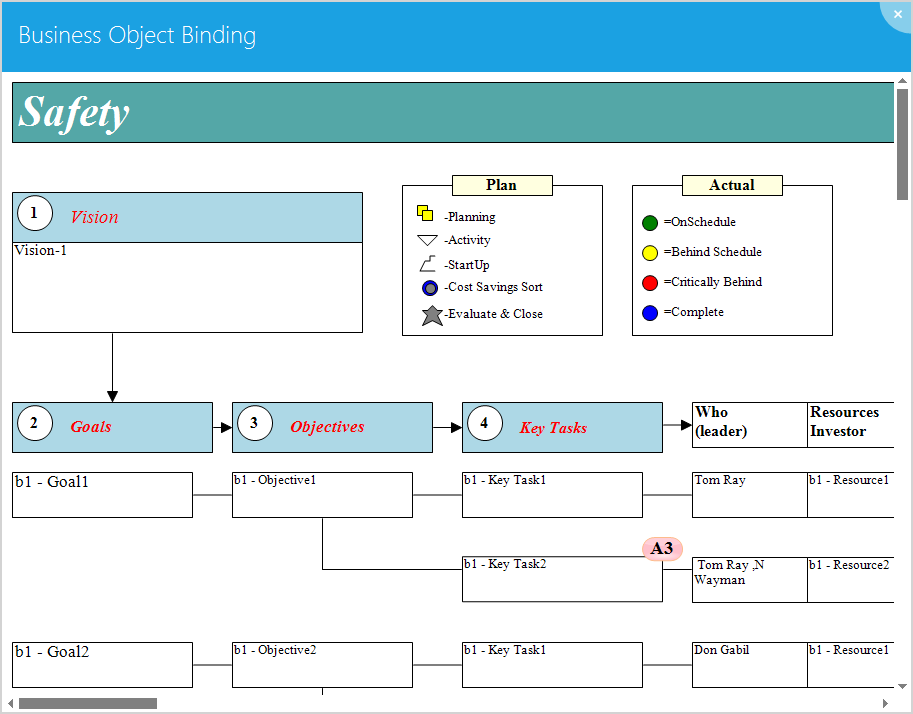 Business Object Binding
Safety
Plan
-Planning
-Activity
-StartUp
-Cost Savings Sort
-Evaluate & Close
Actual
=OnSchedule
=Behind Schedule
=Critically Behind
=Complete
1
Vision
Vision-1
2
Goals
3
Objectives
4
Key Tasks
Who
(leader)
Resources
Investor
b1 - Goal1
b1 - Objective1
b1 - Key Task1
Tom Ray
b1 - Resource1
A3
b1 - Key Task2
Tom Ray ,N
Wayman
b1 - Resource2
b1 - Goal2
b1 - Objective2
b1 - Key Task1
Don Gabil
b1 - Resource1